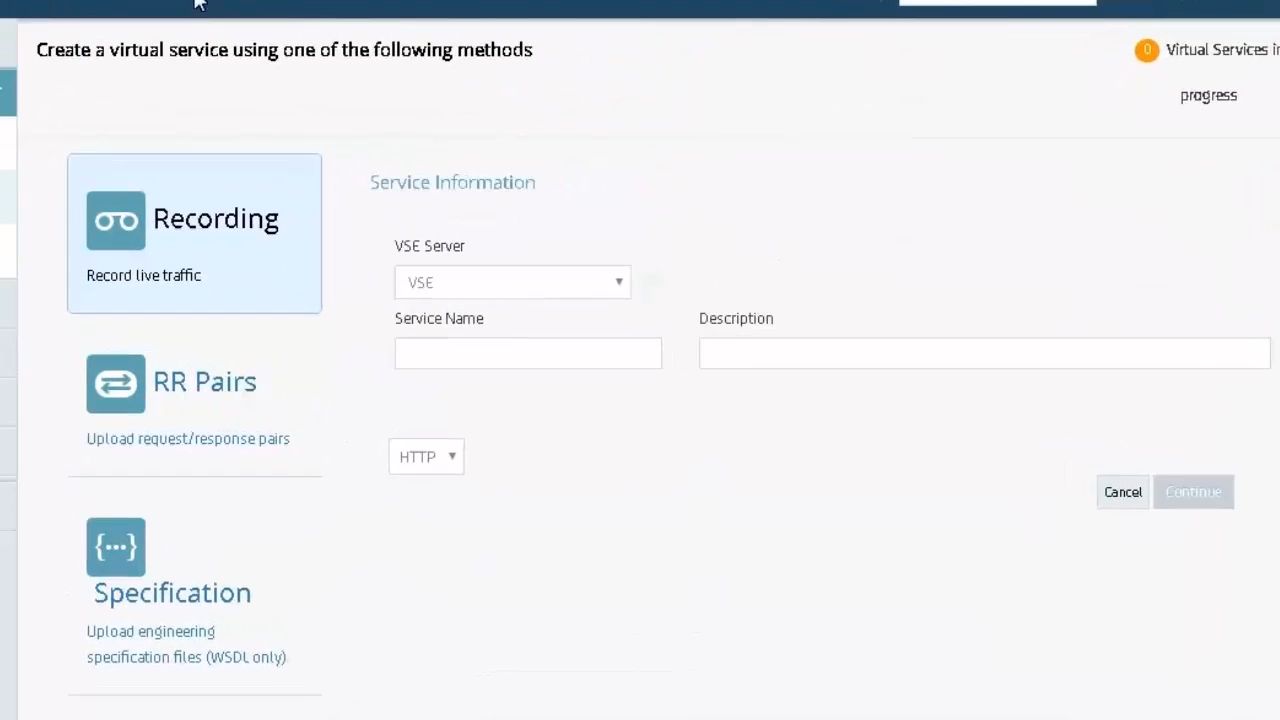 Create a virtual service using one of the following methods
0 Virtual Services in
progress
Recording
Record live traffic
RR Pairs
Upload request/response pairs
{...}
Specification
Upload engineering
specification files (WSDL only)
Service Information
VSE Server
VSE
Service Name
Description
HTTP
Cancel
Continue